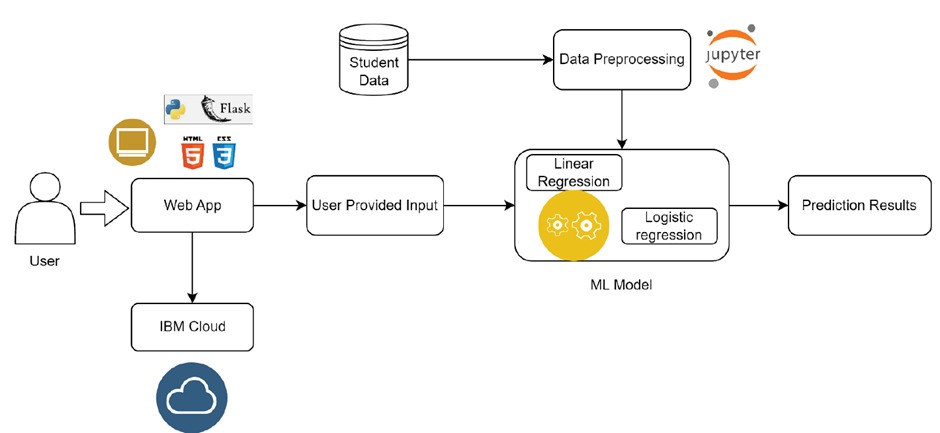 Student
Data
Data Preprocessing
jupyter
Flask
HTML
5
CSS
3
Linear
Regression
Web App
User Provided Input
Logistic
regression
Prediction Results
User
ML Model
IBM Cloud